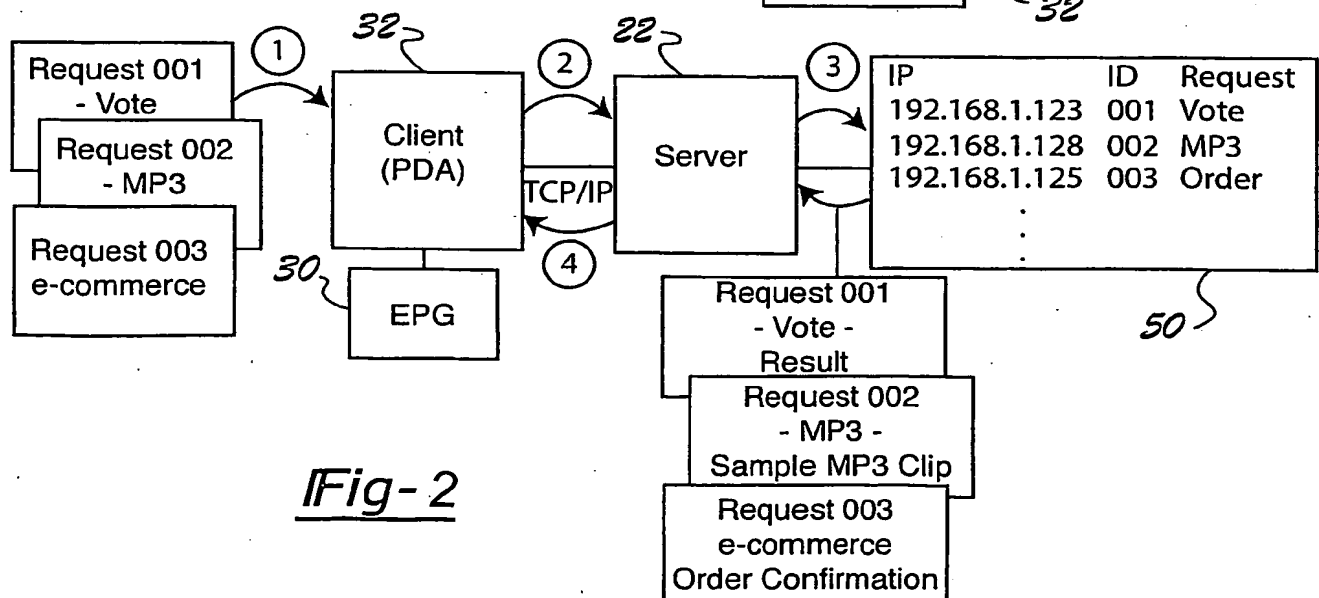 32
32
22
1
2
3
Request 001
- Vote
Request 002
- MP3
Request 003
e-commerce
Client
(PDA)
TCP/IP
4
Server
IP ID Request
192.168.1.123 001 Vote
192.168.1.128 002 MP3
192.168.1.125 003 Order
30
EPG
50
Request 001
- Vote -
Result
Request 002
- MP3 -
Sample MP3 Clip
Request 003
e-commerce
Order Confirmation
Fig-2